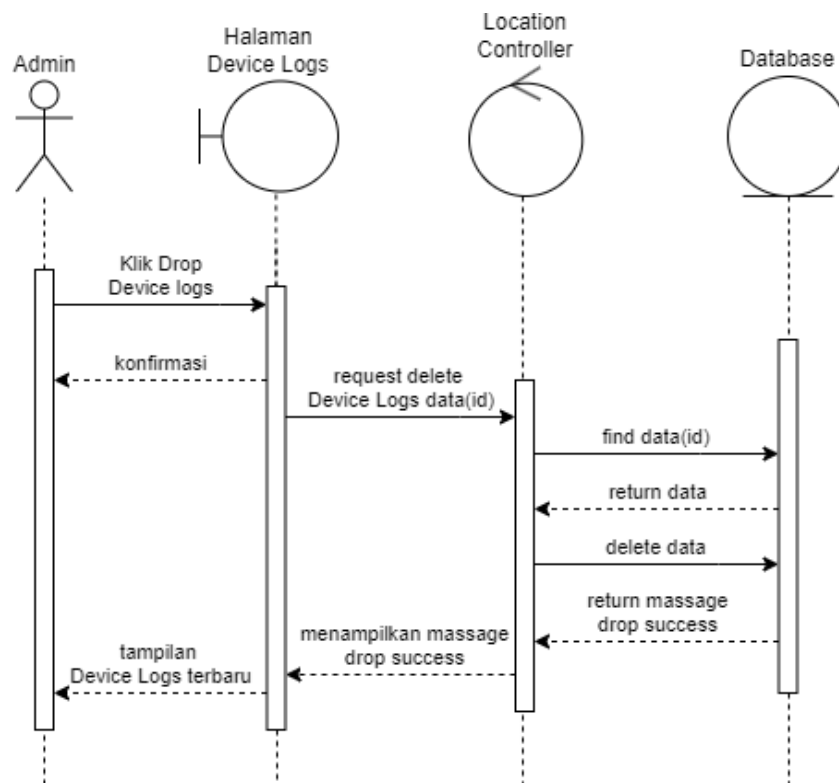 Admin
Halaman
Device Logs
Location
Controller
Database
Klik Drop
Device logs
konfirmasi
request delete
Device Logs data(id)
find data(id)
return data
delete data
return massage
drop success
menampilkan massage
drop success
tampilan
Device Logs terbaru